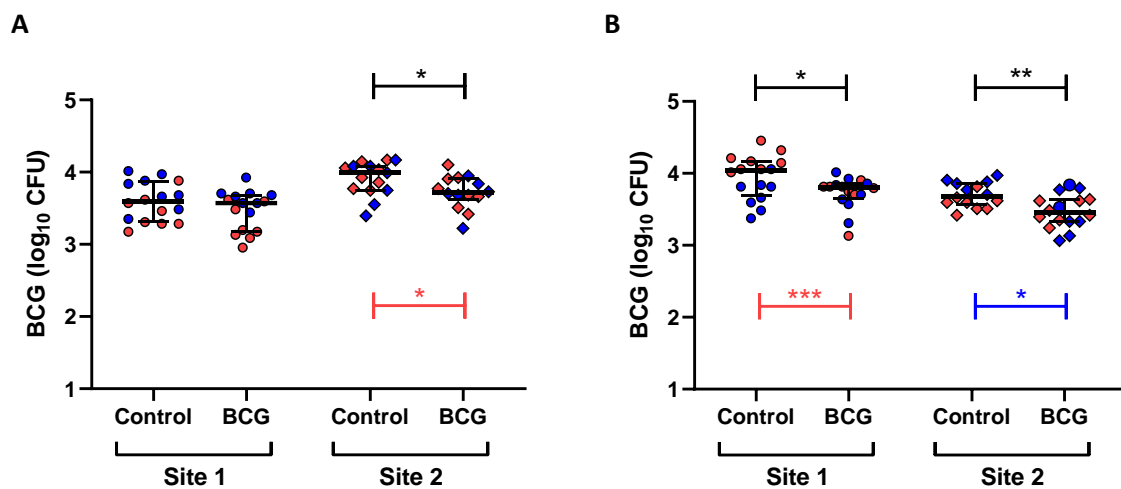 A
BCG (log10 CFU)
5
4
3
2
1
*
*
Control BCG Control BCG
Site 1 Site 2
B
BCG (log10 CFU)
5
4
3
2
1
* **
*** *
Control BCG Control BCG
Site 1 Site 2